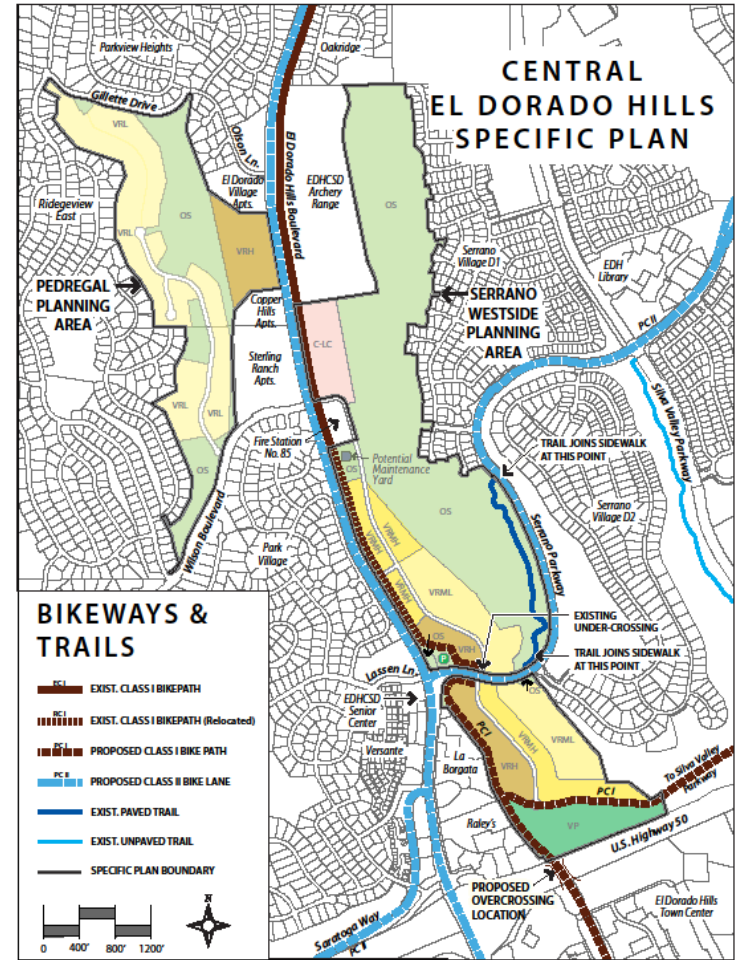 CENTRAL
EL DORADO HILLS
SPECIFIC PLAN
Parkview Heights
Oakridge
Gillette Drive
VRL
Olson Ln.
El Dorado
Village
Apts.
El Dorado Hills Boulevard
EDHCSD
Archery
Range
OS
OS
Ridgeview
East
VRL
VRH
Serrano
Village D1
EDH
Library
PEDREGAL
PLANNING
AREA
SERRANO
WESTSIDE
PLANNING
AREA
PC II
Copper
Hills
Apts.
C-LC
Sterling
Ranch
Apts.
Silva Valley Parkway
VRL
VRL
Fire Station
No. 85
TRAIL JOINS SIDEWALK
AT THIS POINT
Potential
Maintenance
Yard
OS
OS
OS
Serrano
Village D2
Wilson Boulevard
Serrano Parkway
Park
Village
VRMH
VRMH
VRML
EXISTING
UNDER-CROSSING
OS
VRH
P
TRAIL JOINS SIDEWALK
AT THIS POINT
Lassen Ln.
OS
EDHCSD
Senior
Center
PC I
VRMH
VRML
Versante
La
Borgata
VRH
To Silva Valley
Parkway
PC I
Raley's
VP
U.S. Highway 50
PROPOSED
OVERCROSSING
LOCATION
El Dorado Hills
Town Center
Saratoga Way
PC II
BIKEWAYS &
TRAILS
EC I
EXIST. CLASS I BIKEPATH
RC I
EXIST. CLASS I BIKEPATH (Relocated)
PC I
PROPOSED CLASS I BIKE PATH
PC II
PROPOSED CLASS II BIKE LANE
EXIST. PAVED TRAIL
EXIST. UNPAVED TRAIL
SPECIFIC PLAN BOUNDARY
N
0 400' 800' 1200'